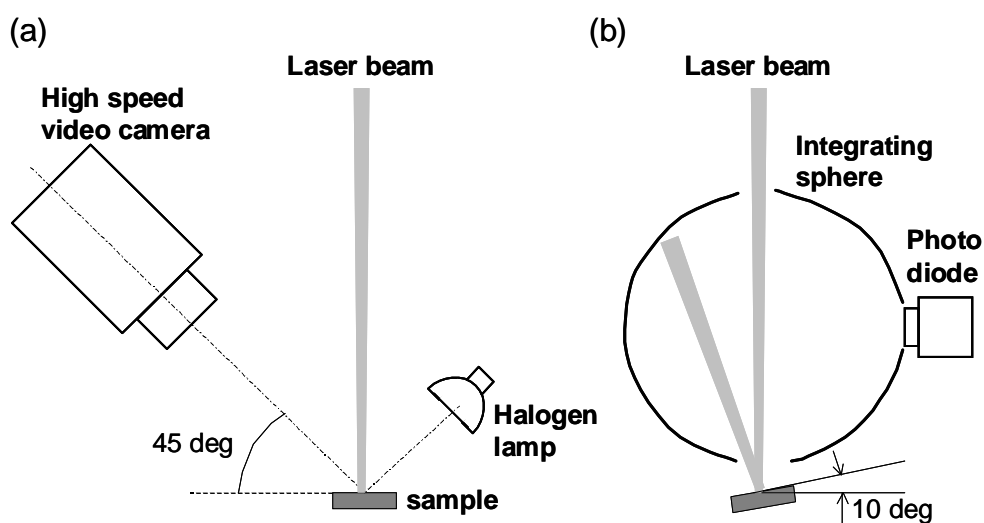 (a)
Laser beam
High speed
video camera
45 deg
Halogen
lamp
sample
(b)
Laser beam
Integrating
sphere
Photo
diode
10 deg